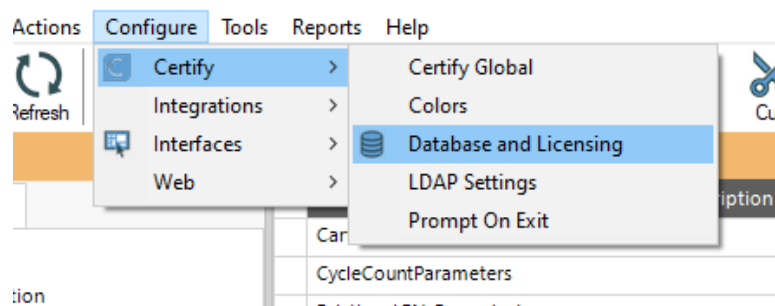 Actions Configure Tools Reports Help
Refresh
Certify
Integrations
Interfaces
Web
Certify Global
Colors
Database and Licensing
LDAP Settings
Prompt On Exit
CycleCountParameters